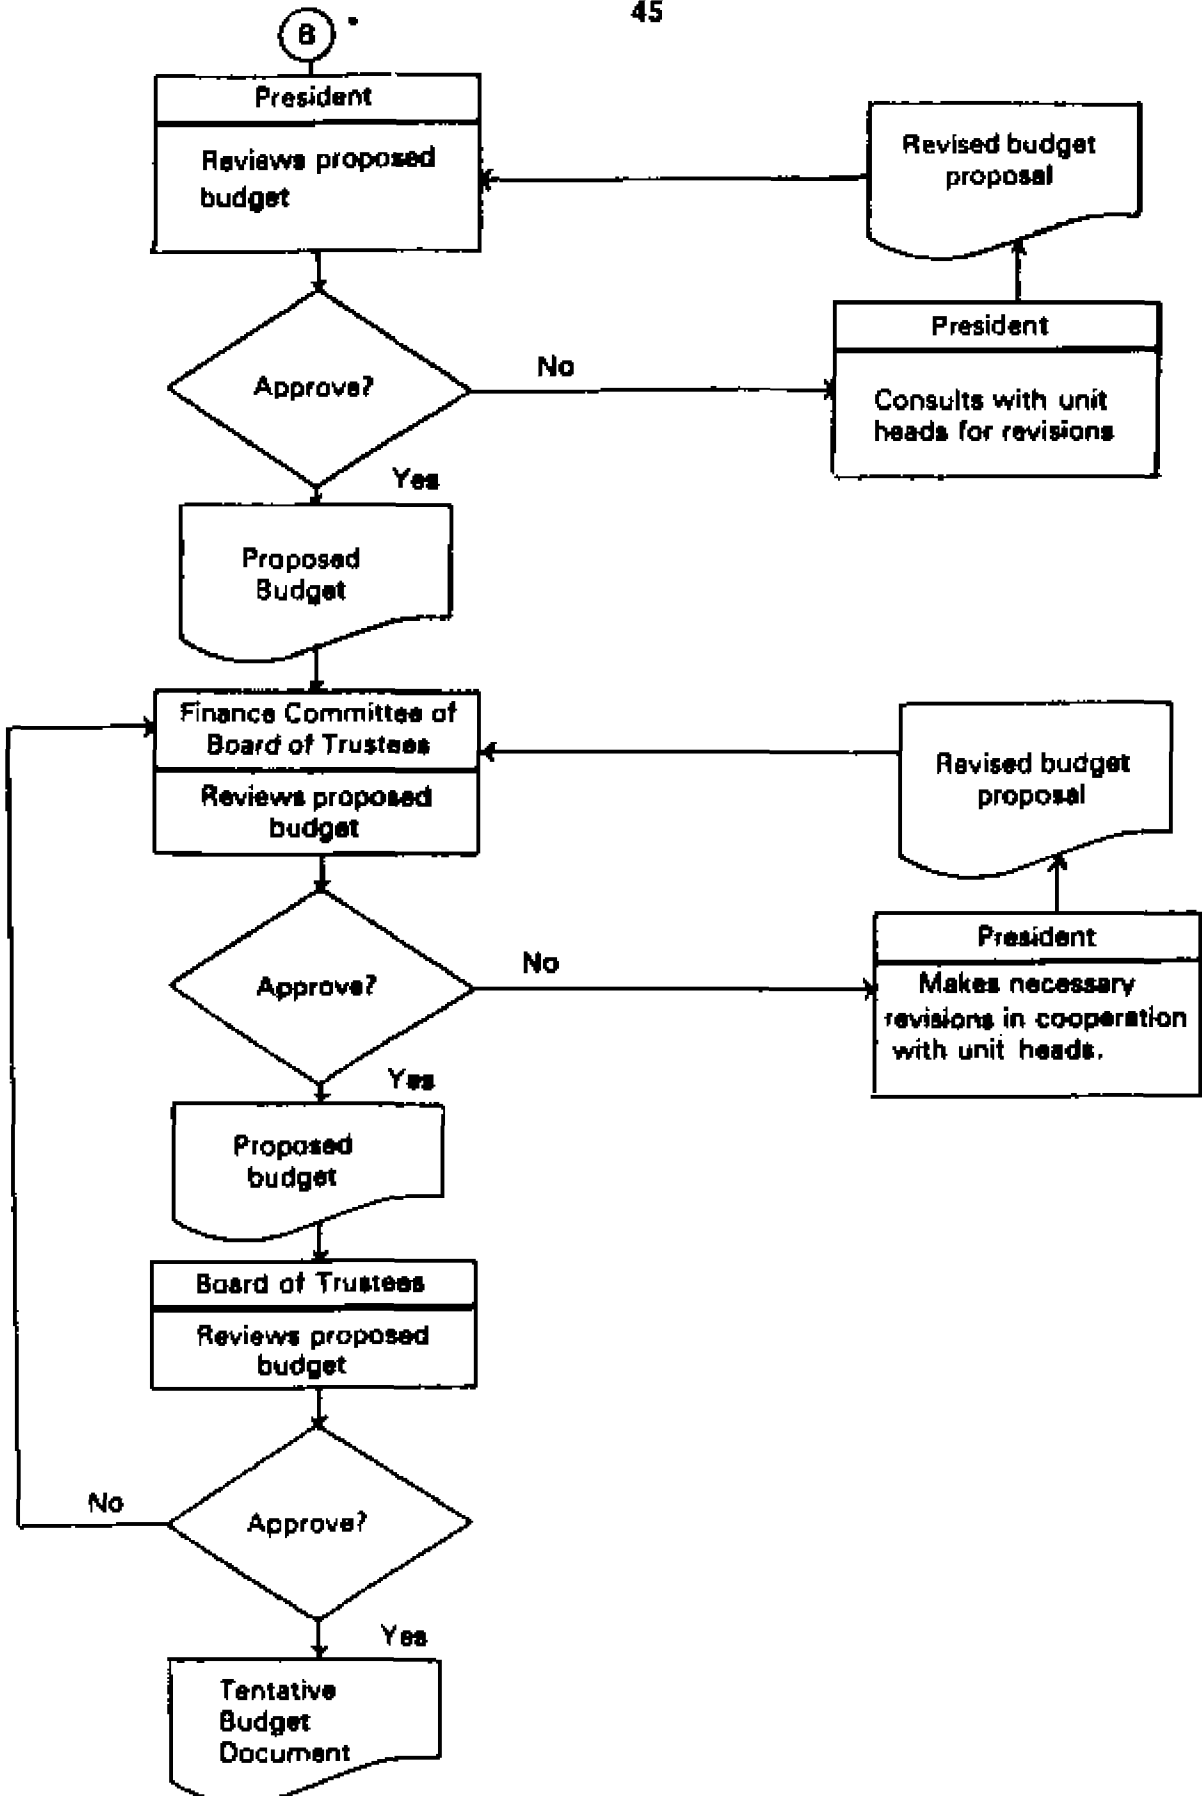 45
B
President
Reviews proposed
budget
Revised budget
proposal
President
Consults with unit
heads for revisions
Approve?
No
Yes
Proposed
Budget
Finance Committee of
Board of Trustees
Reviews proposed
budget
Revised budget
proposal
President
Makes necessary
revisions in cooperation
with unit heads.
Approve?
No
Yes
Proposed
budget
Board of Trustees
Reviews proposed
budget
Approve?
No
Yes
Tentative
Budget
Document